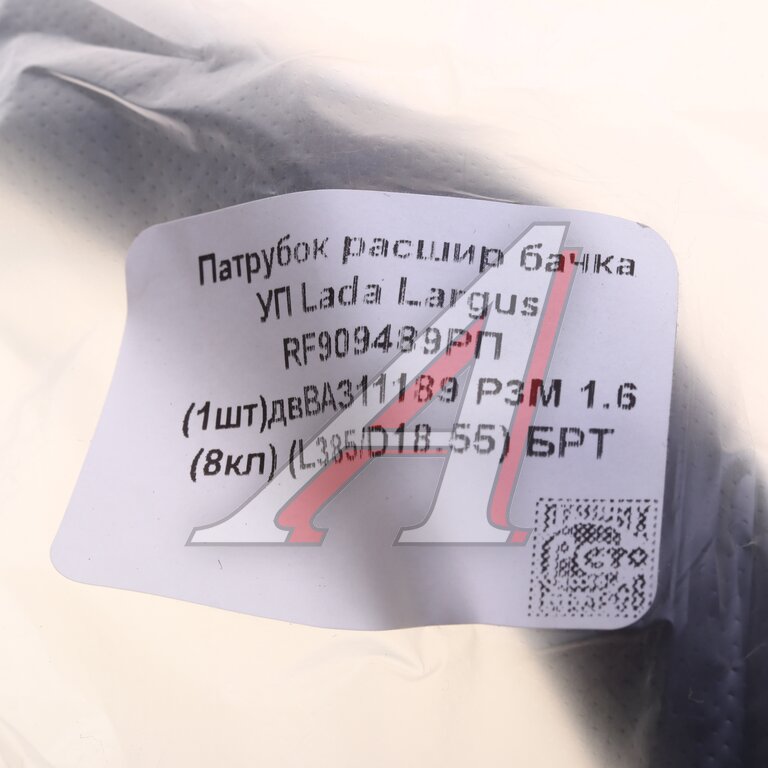 Патрубок расшир бачка
УП Lada Largus
RF909489РП
(1шт)двВАЗ11189 РЗМ 1.6
(8кл) (L385/D18.55) БРТ